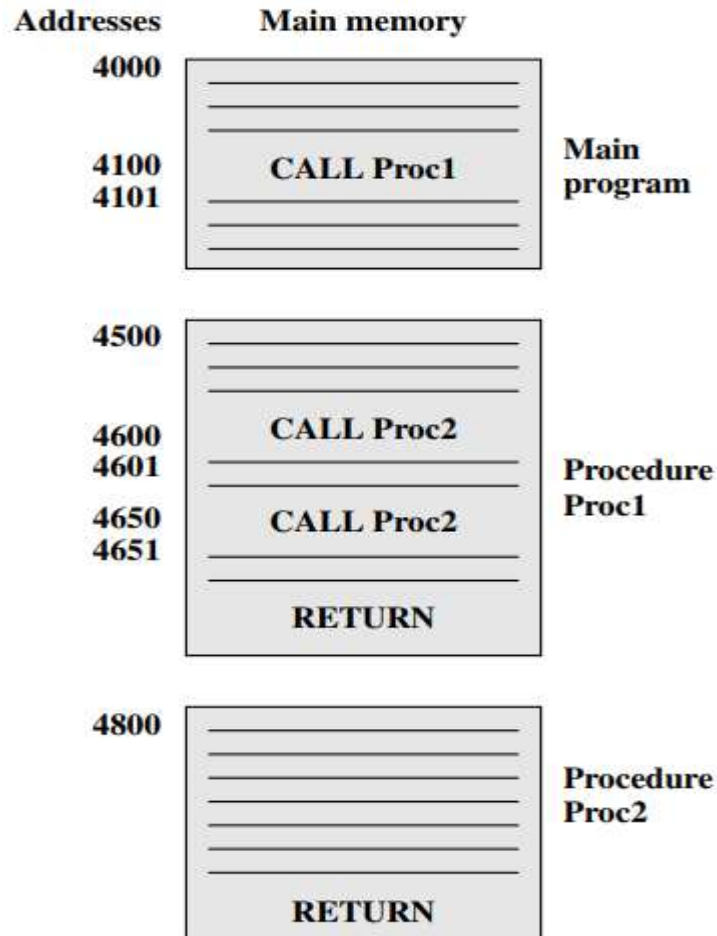 Addresses Main memory
4000
4100 CALL Proc1 Main
4101 program
4500
4600 CALL Proc2
4601 Procedure
4650 CALL Proc2 Proc1
4651
RETURN
4800
Procedure
Proc2
RETURN